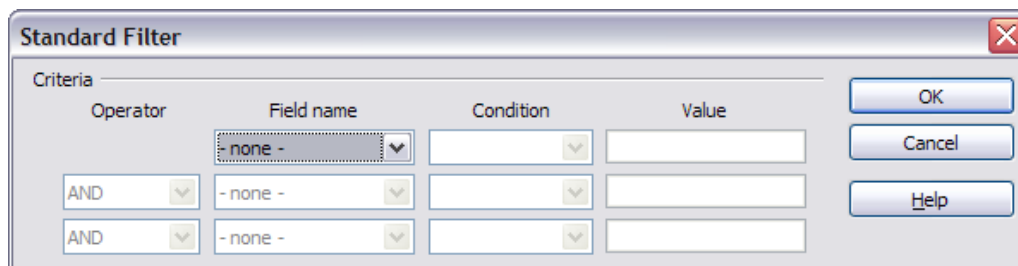 Standard Filter
Criteria
Operator Field name Condition Value
- none -
AND - none -
AND - none -
OK
Cancel
Help